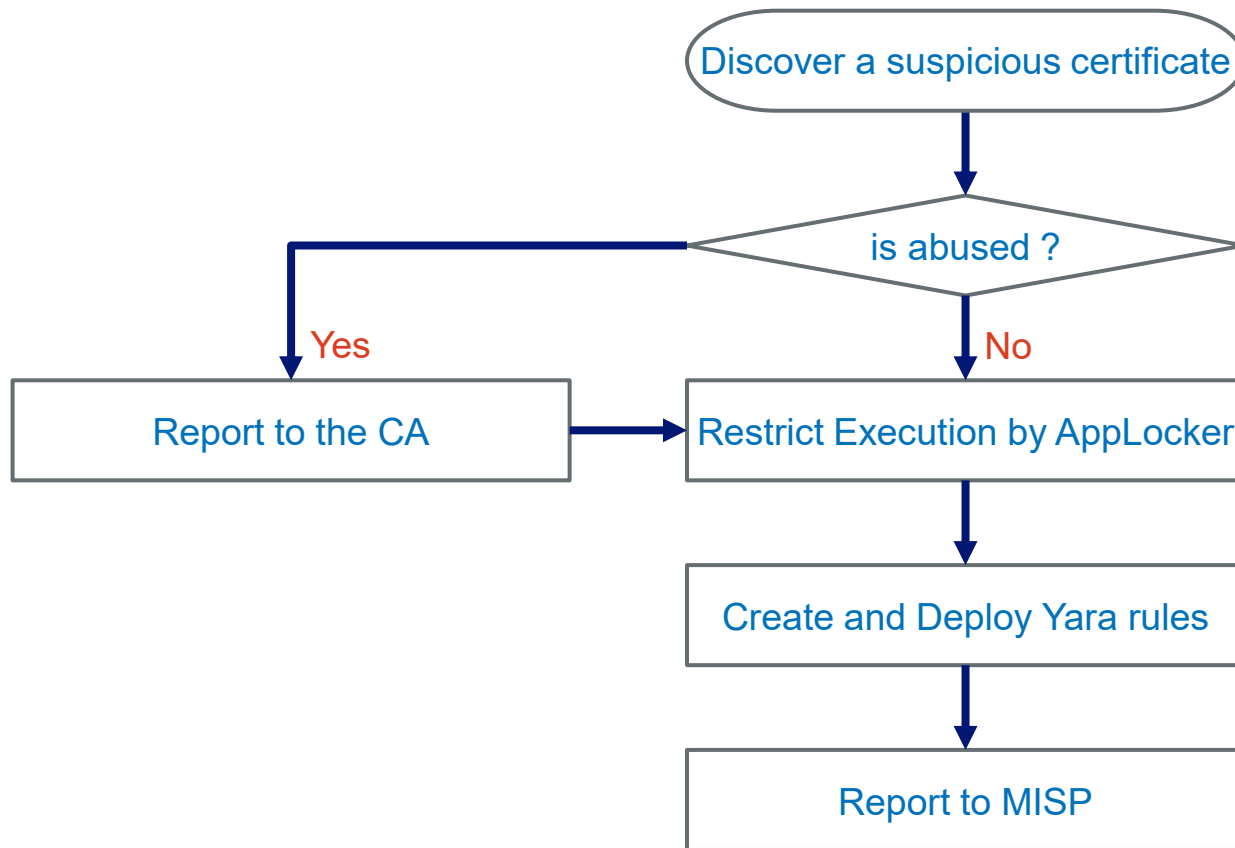 Discover a suspicious certificate
is abused ?
Yes
No
Report to the CA
Restrict Execution by AppLocker
Create and Deploy Yara rules
Report to MISP